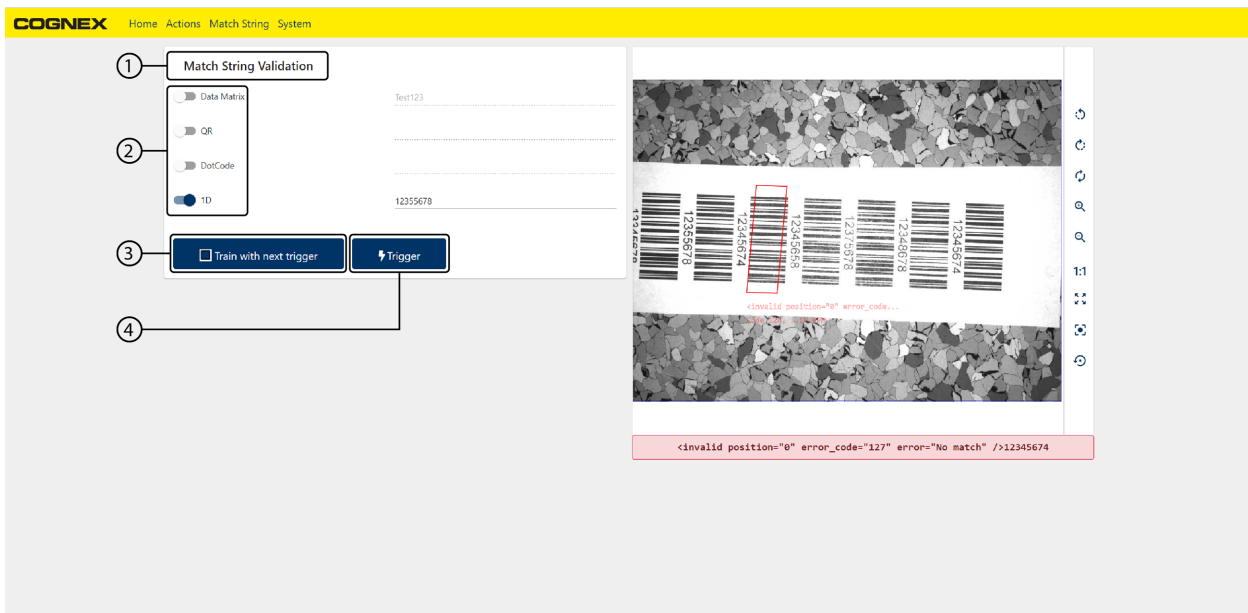 COGNEX Home Actions Match String System
1 Match String Validation
2
Data Matrix Test123
QR
DotCode
1D 12355678
3 Train with next trigger Trigger
4
12355678
12345674
12345658
12375678
12348678
12345674
<invalid position="0" error_code...
1:1
<invalid position="0" error_code="127" error="No match" />12345674